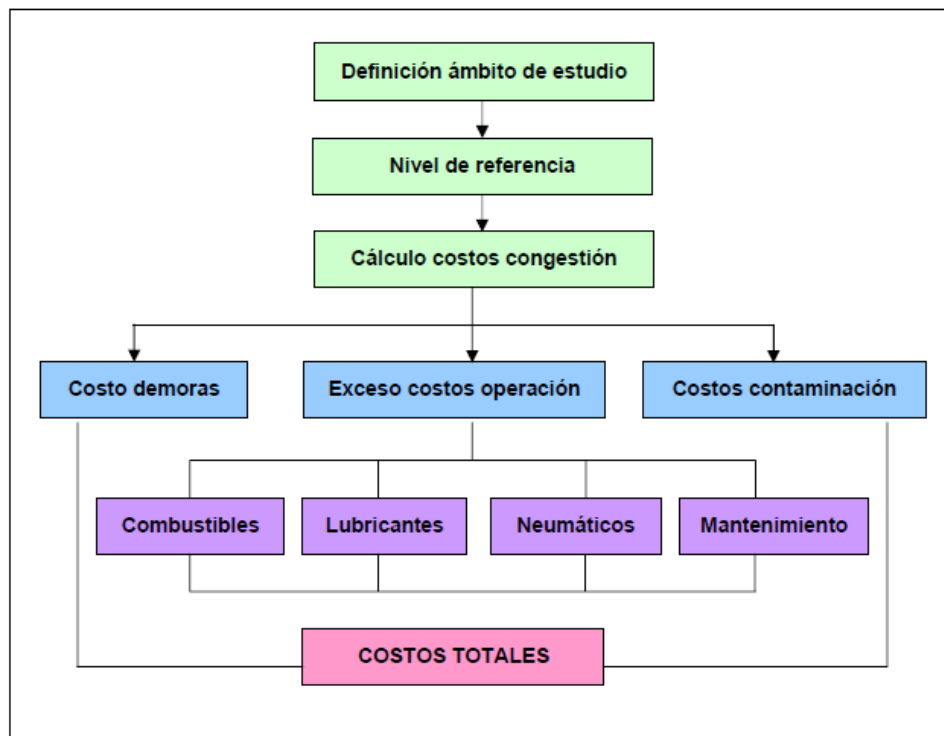 Definición ámbito de estudio
Nivel de referencia
Cálculo costos congestión
Costo demoras
Exceso costos operación
Costos contaminación
Combustibles
Lubricantes
Neumáticos
Mantenimiento
COSTOS TOTALES